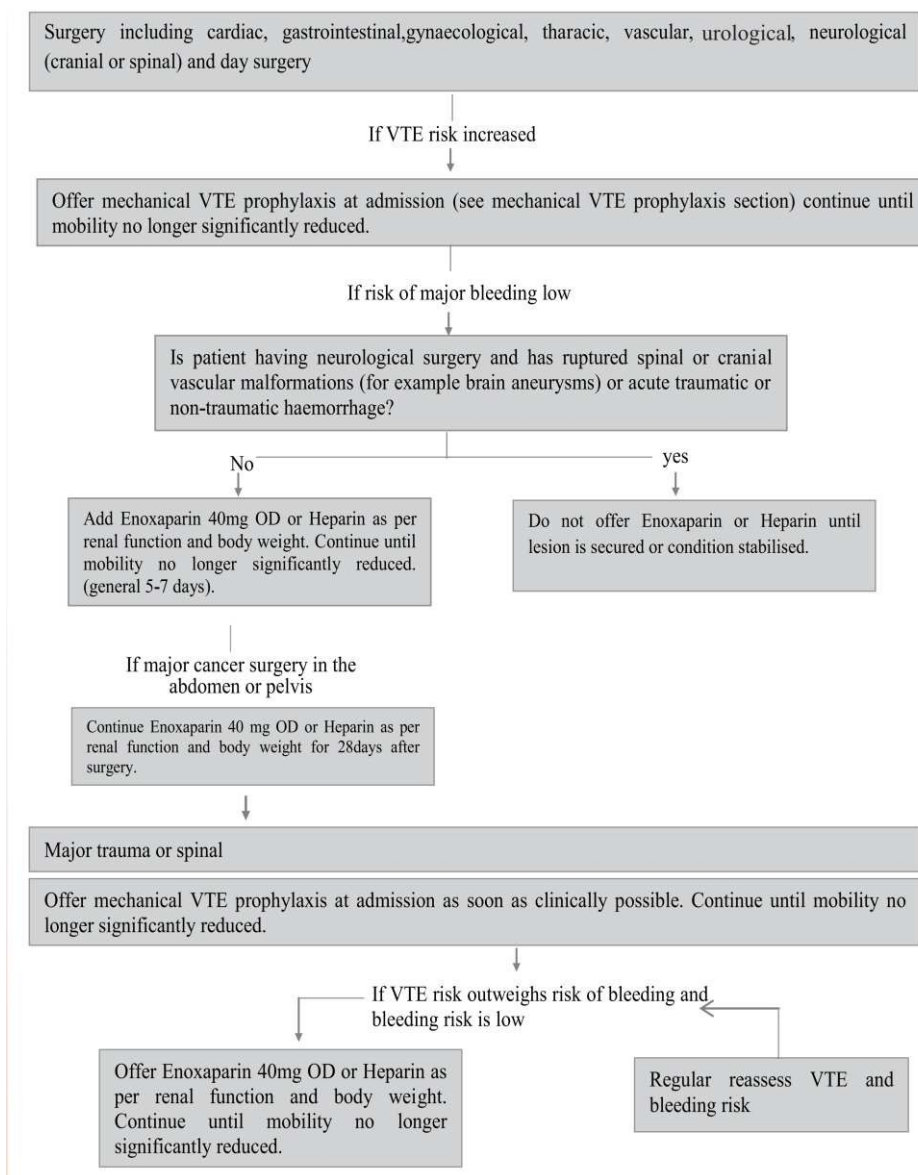 Surgery including cardiac, gastrointestinal,gynaecological, tharacic, vascular, urological, neurological
(cranial or spinal) and day surgery
If VTE risk increased
Offer mechanical VTE prophylaxis at admission (see mechanical VTE prophylaxis section) continue until
mobility no longer significantly reduced.
If risk of major bleeding low
Is patient having neurological surgery and has ruptured spinal or cranial
vascular malformations (for example brain aneurysms) or acute traumatic or
non-traumatic haemorrhage?
No
yes
Add Enoxaparin 40mg OD or Heparin as per
renal function and body weight. Continue until
mobility no longer significantly reduced.
(general 5-7 days).
Do not offer Enoxaparin or Heparin until
lesion is secured or condition stabilised.
If major cancer surgery in the
abdomen or pelvis
Continue Enoxaparin 40 mg OD or Heparin as per
renal function and body weight for 28days after
surgery.
Major trauma or spinal
Offer mechanical VTE prophylaxis at admission as soon as clinically possible. Continue until mobility no
longer significantly reduced.
If VTE risk outweighs risk of bleeding and
bleeding risk is low
Offer Enoxaparin 40mg OD or Heparin as
per renal function and body weight.
Continue until mobility no longer
significantly reduced.
Regular reassess VTE and
bleeding risk